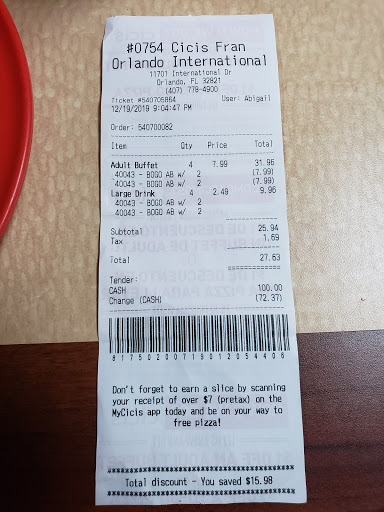 #0754 Cicis Fran
Orlando International
11701 International Dr
Orlando, FL 32821
(407) 778-4900
Ticket #540705864 User: Abigail
12/19/2019 9:04:47 PM
Order: 540700082
Item Qty Price Total
Adult Buffet 4 7.99 31.96
40043 - BOGO AB w/ 2 (7.99)
40043 - BOGO AB w/ 2 (7.99)
Large Drink 4 2.49 9.96
40043 - BOGO AB w/ 2
40043 - BOGO AB w/ 2
Subtotal 25.94
Tax 1.69
Total 27.63
Tender:
CASH 100.00
Change (CASH) (72.37)
8175020071901205440​6
Don't forget to earn a slice by scanning
your receipt of over $7 (pretax) on the
MyCicis app today and be on your way to
free pizza!
Total discount - You saved $15.98